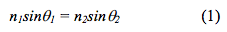 n₁sinθ₁ = n₂sinθ₂ (1)